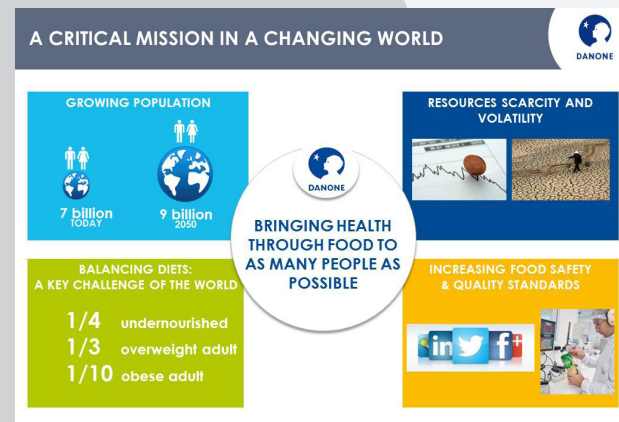 A CRITICAL MISSION IN A CHANGING WORLD
DANONE
GROWING POPULATION
7 billion
TODAY
9 billion
2050
RESOURCES SCARCITY AND
VOLATILITY
DANONE
BRINGING HEALTH
THROUGH FOOD TO
AS MANY PEOPLE AS
POSSIBLE
BALANCING DIETS:
A KEY CHALLENGE OF THE WORLD
1/4 undernourished
1/3 overweight adult
1/10 obese adult
INCREASING FOOD SAFETY
& QUALITY STANDARDS
in
f